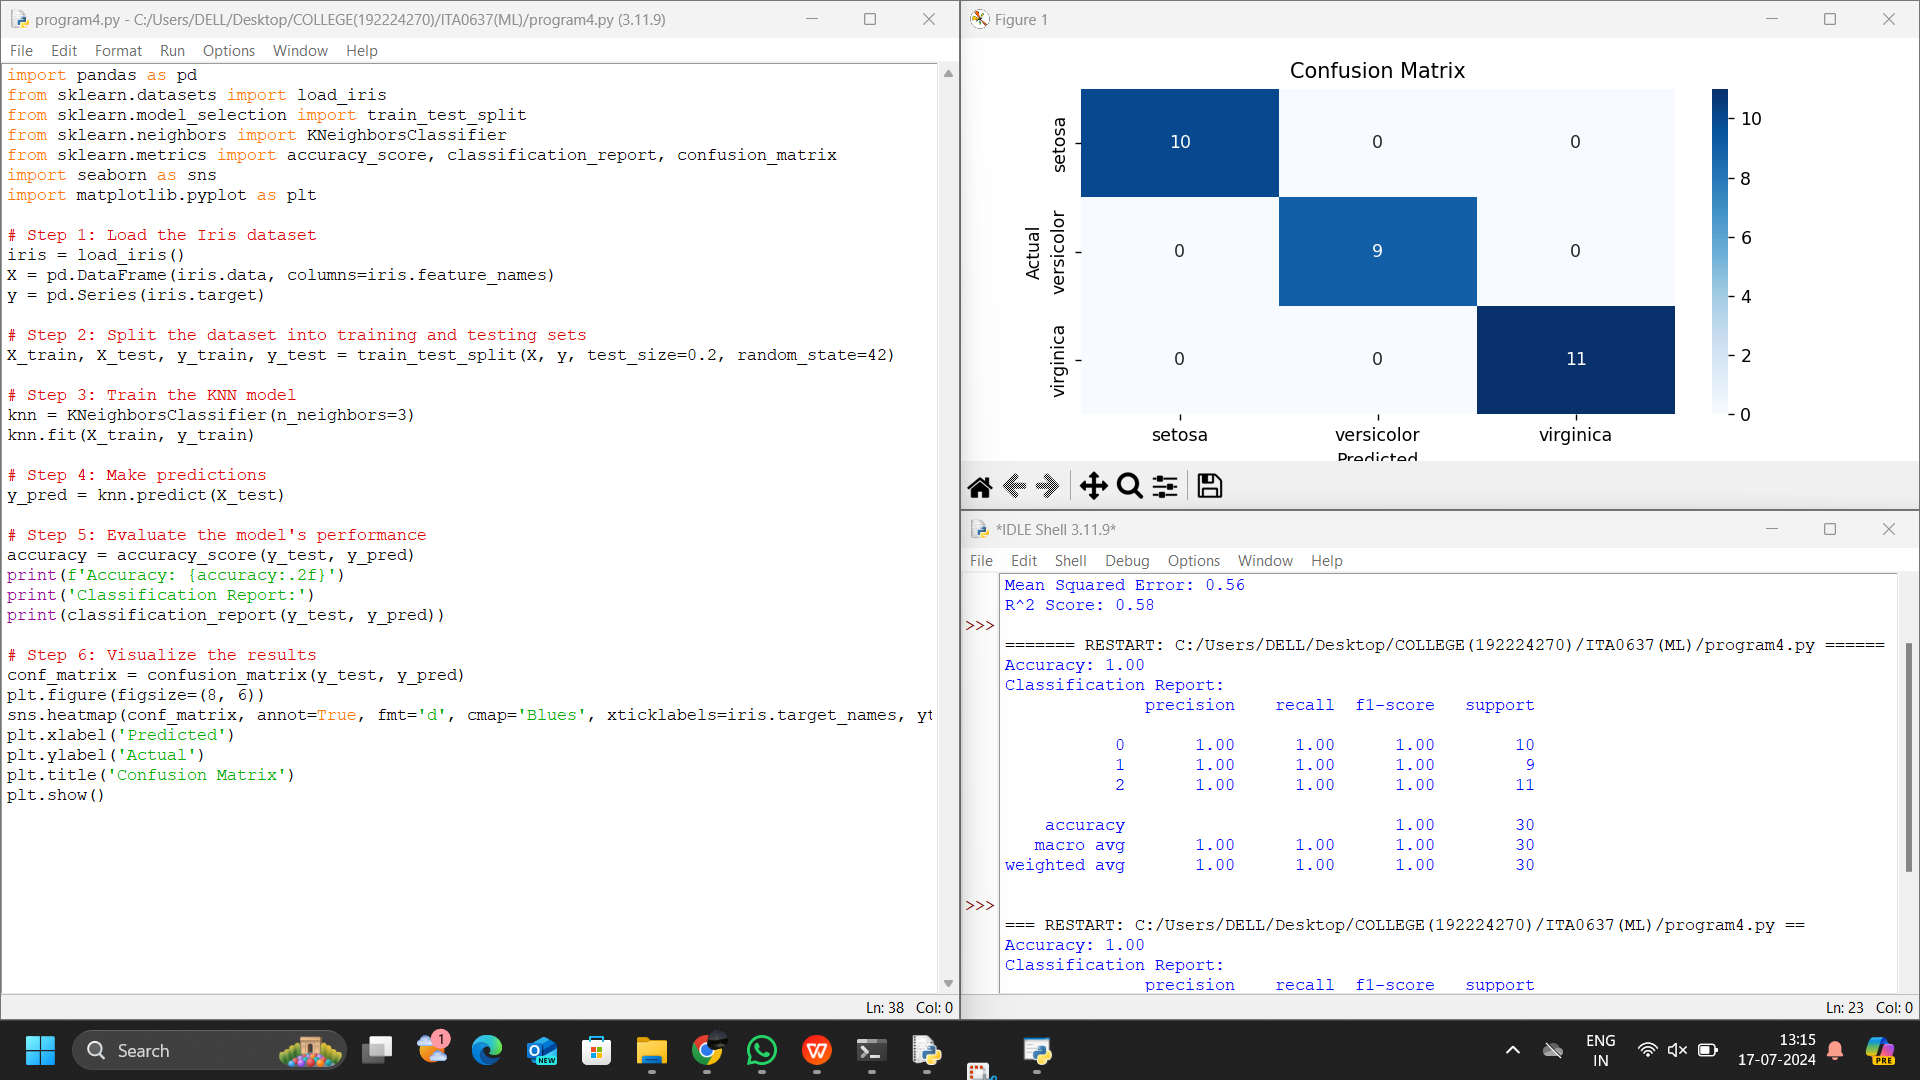 program4.py - C:/Users/DELL/Desktop/COLLEGE(192224270)/ITA0637(ML)/program4.py (3.11.9)
File Edit Format Run Options Window Help
import pandas as pd
from sklearn.datasets import load_iris
from sklearn.model_selection import train_test_split
from sklearn.neighbors import KNeighborsClassifier
from sklearn.metrics import accuracy_score, classification_report, confusion_matrix
import seaborn as sns
import matplotlib.pyplot as plt
# Step 1: Load the Iris dataset
iris = load_iris()
X = pd.DataFrame(iris.data, columns=iris.feature_names)
y = pd.Series(iris.target)
# Step 2: Split the dataset into training and testing sets
X_train, X_test, y_train, y_test = train_test_split(X, y, test_size=0.2, random_state=42)
# Step 3: Train the KNN model
knn = KNeighborsClassifier(n_neighbors=3)
knn.fit(X_train, y_train)
# Step 4: Make predictions
y_pred = knn.predict(X_test)
# Step 5: Evaluate the model's performance
accuracy = accuracy_score(y_test, y_pred)
print(f'Accuracy: {accuracy:.2f}')
print('Classification Report:')
print(classification_report(y_test, y_pred))
# Step 6: Visualize the results
conf_matrix = confusion_matrix(y_test, y_pred)
plt.figure(figsize=(8, 6))
sns.heatmap(conf_matrix, annot=True, fmt='d', cmap='Blues', xticklabels=iris.target_names, yt
plt.xlabel('Predicted')
plt.ylabel('Actual')
plt.title('Confusion Matrix')
plt.show()
Ln: 38 Col: 0
Figure 1
Confusion Matrix
Actual
setosa
versicolor
virginica
10 0 0
0 9 0
0 0 11
setosa versicolor virginica
Predicted
10
8
6
4
2
0
*IDLE Shell 3.11.9*
File Edit Shell Debug Options Window Help
Mean Squared Error: 0.56
R^2 Score: 0.58
>>>
======= RESTART: C:/Users/DELL/Desktop/COLLEGE(192224270)/ITA0637(ML)/program4.py ======
Accuracy: 1.00
Classification Report:
precision recall f1-score support
0 1.00 1.00 1.00 10
1 1.00 1.00 1.00 9
2 1.00 1.00 1.00 11
accuracy 1.00 30
macro avg 1.00 1.00 1.00 30
weighted avg 1.00 1.00 1.00 30
>>>
=== RESTART: C:/Users/DELL/Desktop/COLLEGE(192224270)/ITA0637(ML)/program4.py ==
Accuracy: 1.00
Classification Report:
precision recall f1-score support
Ln: 23 Col: 0
Search
1
NEW
W
ENG
IN
13:15
17-07-2024
PRE